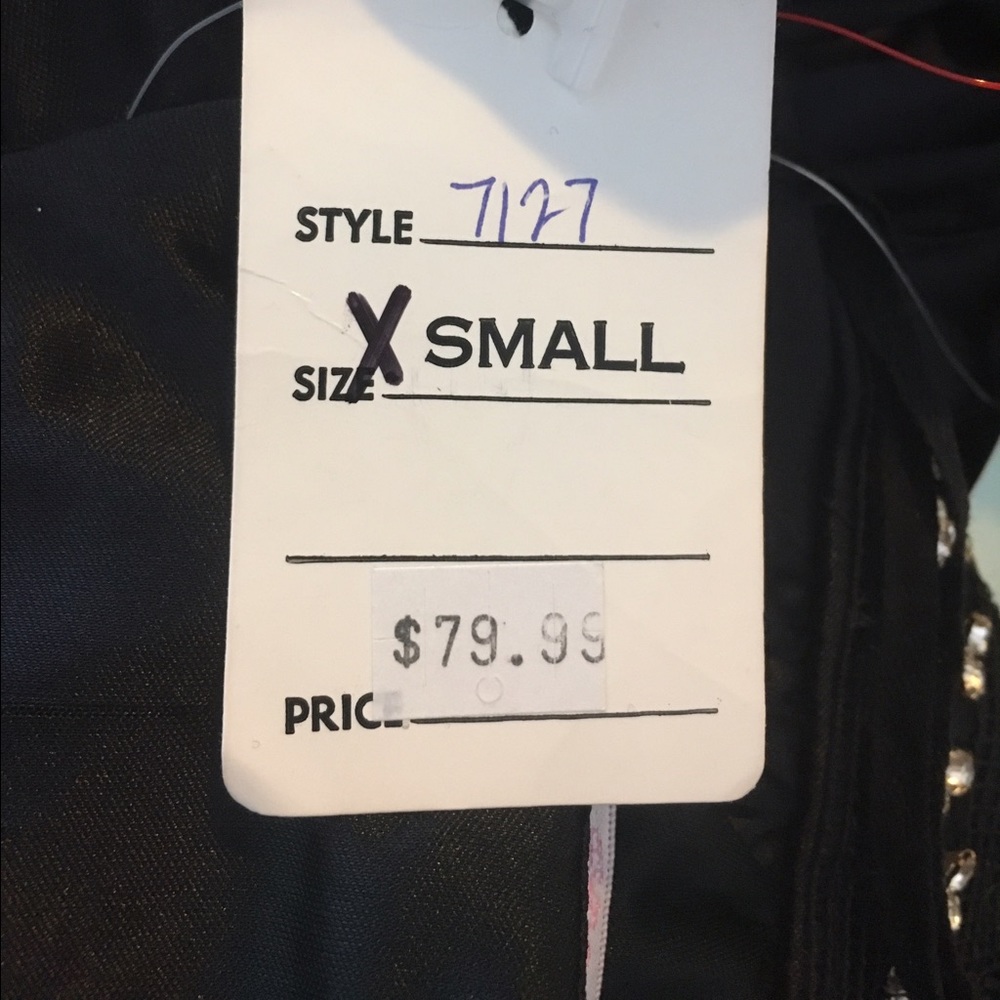 STYLE 7127
X SMALL
SIZE
$79.99
PRICE